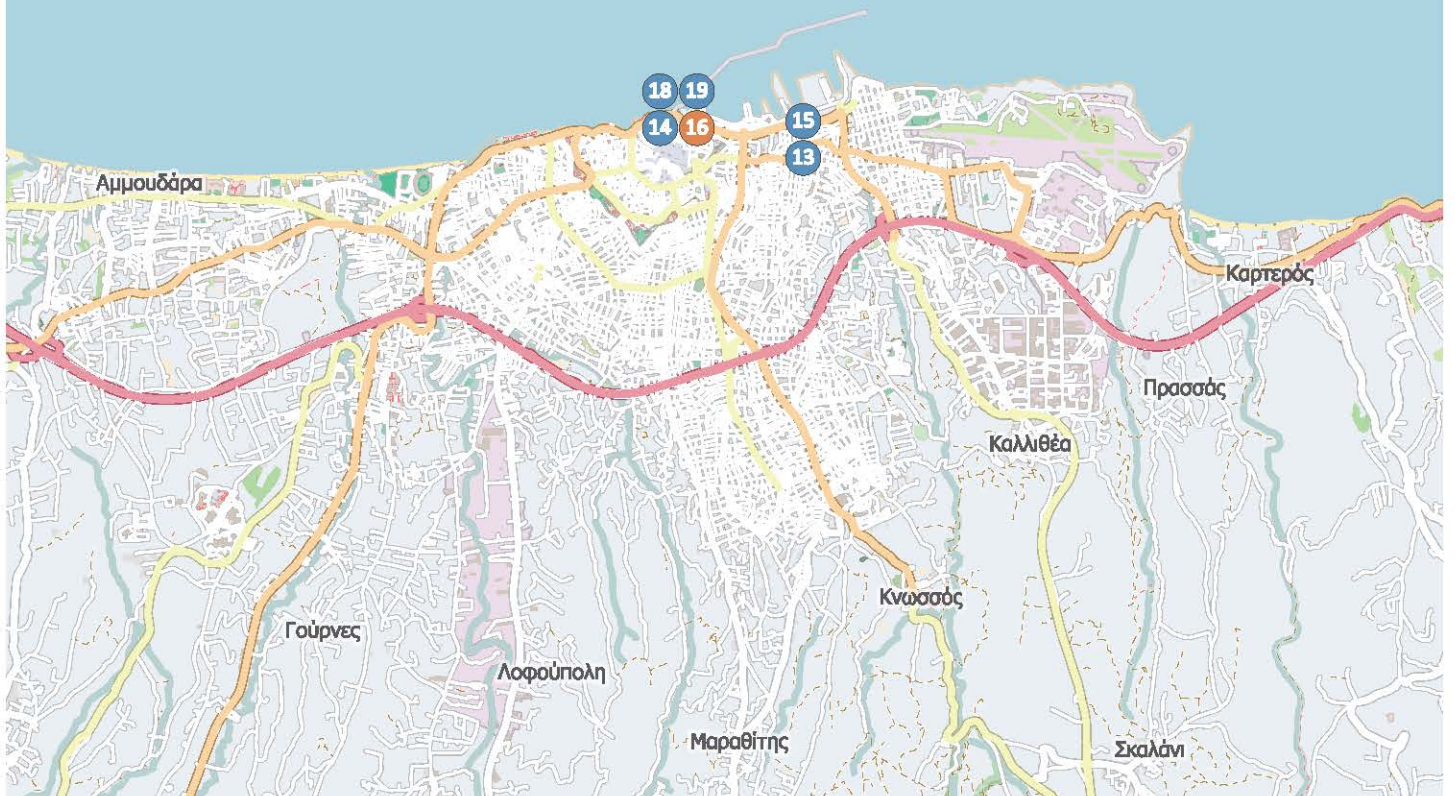 18 19
14 16
15
13
Αμμουδάρα
Καρτερός
Πρασσάς
Καλλιθέα
Κνωσσός
Γούρνες
Λοφούπολη
Μαραθίτης
Σκαλάνι